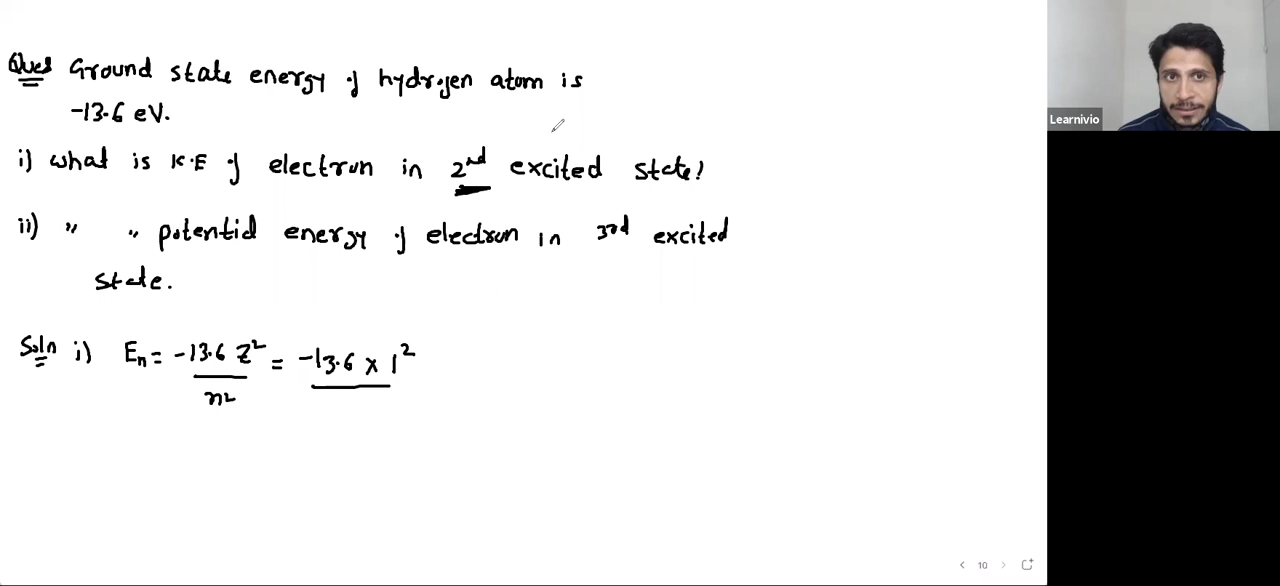 Ques Ground state energy of hydrogen atom is
-13.6 eV.
i) what is K.E of electron in 2nd excited state?
ii) " " potential energy of electron in 3rd excited
state.
Soln i) En = -13.6 Z² / n² = -13.6 x 1²
Learnivio
< 10 >